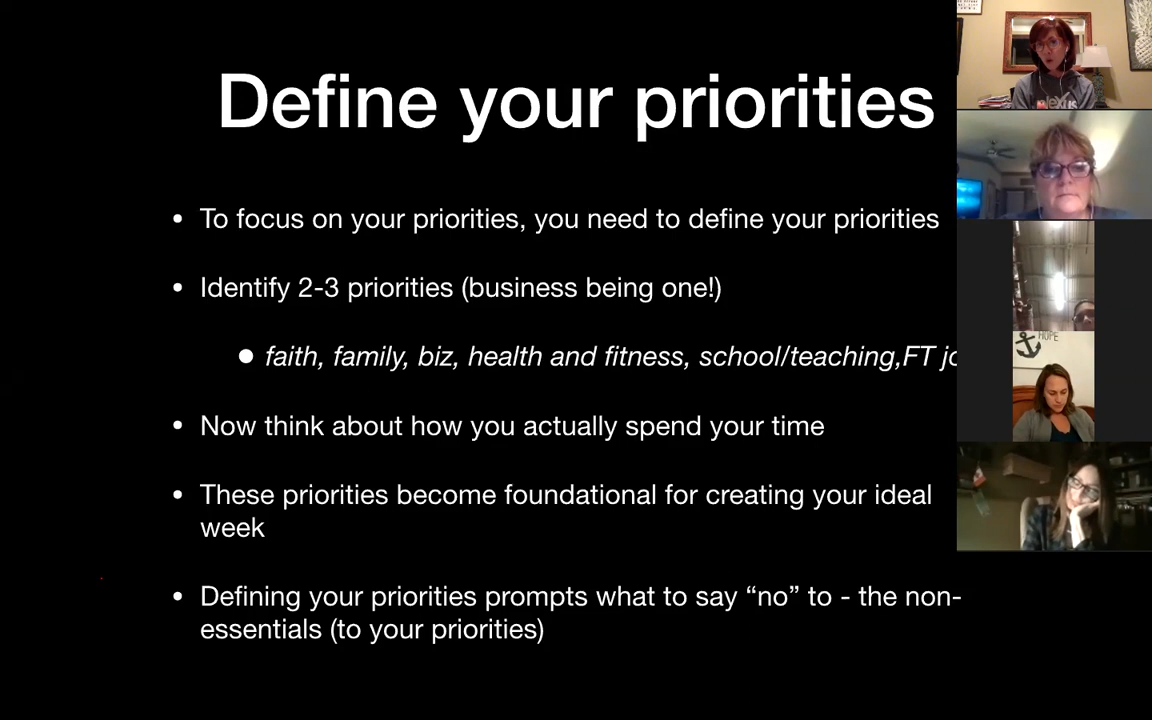 Define your priorities
• To focus on your priorities, you need to define your priorities
• Identify 2-3 priorities (business being one!)
• faith, family, biz, health and fitness, school/teaching,FT
• Now think about how you actually spend your time
• These priorities become foundational for creating your ideal
week
• Defining your priorities prompts what to say “no” to - the non-
essentials (to your priorities)
HOPE